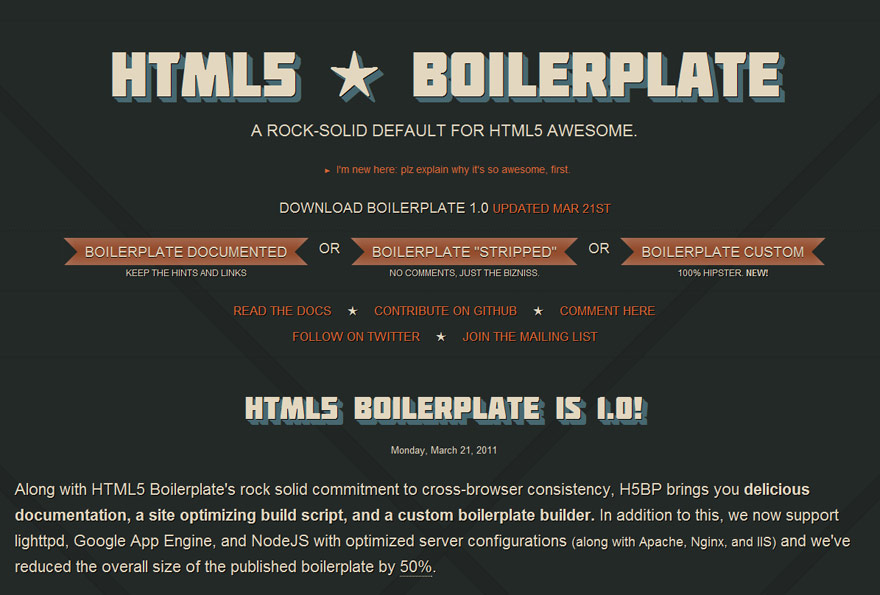 HTML5 ★ BOILERPLATE
A ROCK-SOLID DEFAULT FOR HTML5 AWESOME.
► I'm new here: plz explain why it's so awesome, first.
DOWNLOAD BOILERPLATE 1.0 UPDATED MAR 21ST
BOILERPLATE DOCUMENTED OR BOILERPLATE "STRIPPED" OR BOILERPLATE CUSTOM
KEEP THE HINTS AND LINKS NO COMMENTS, JUST THE BIZNISS. 100% HIPSTER. NEW!
READ THE DOCS ★ CONTRIBUTE ON GITHUB ★ COMMENT HERE
FOLLOW ON TWITTER ★ JOIN THE MAILING LIST
HTML5 BOILERPLATE IS 1.0!
Monday, March 21, 2011
Along with HTML5 Boilerplate's rock solid commitment to cross-browser consistency, H5BP brings you delicious
documentation, a site optimizing build script, and a custom boilerplate builder. In addition to this, we now support
lighttpd, Google App Engine, and NodeJS with optimized server configurations (along with Apache, Nginx, and IIS) and we've
reduced the overall size of the published boilerplate by 50%.